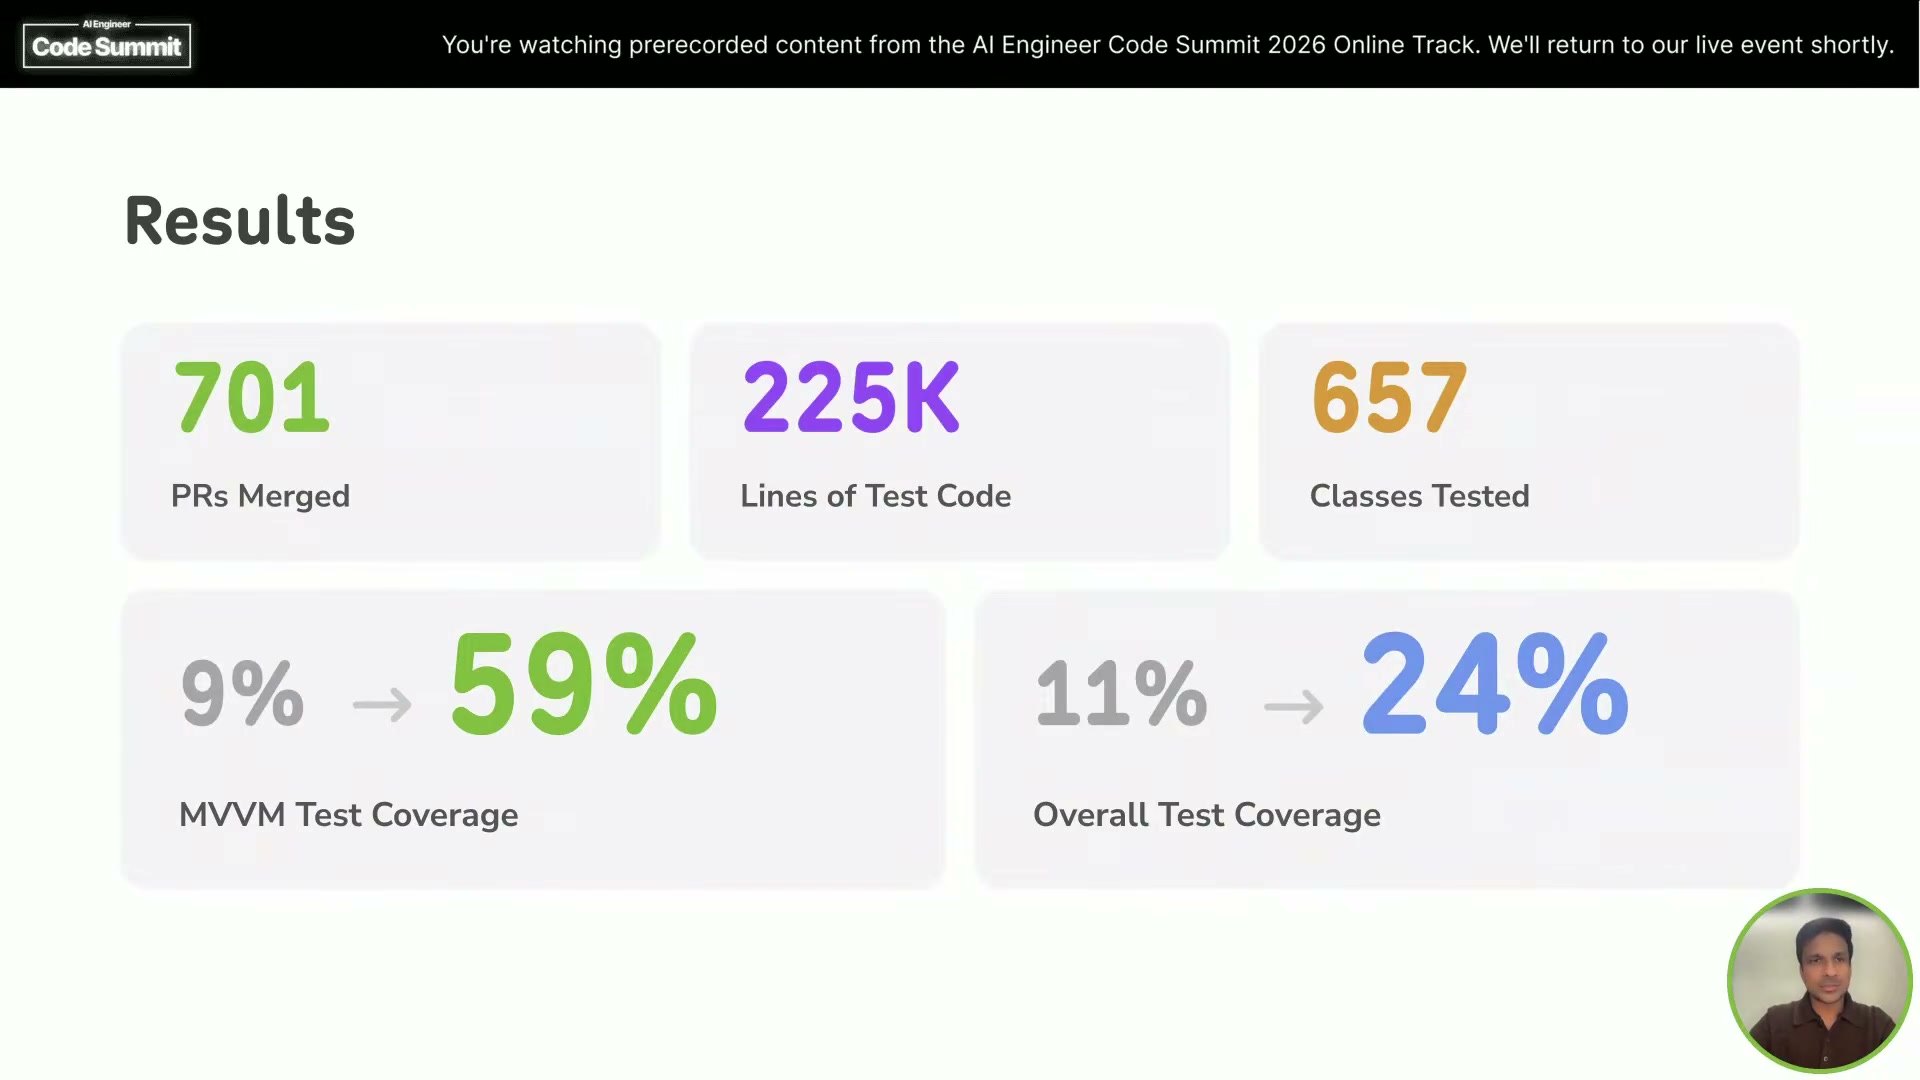 AI Engineer
Code Summit
You're watching prerecorded content from the AI Engineer Code Summit 2026 Online Track. We'll return to our live event shortly.
Results
701
PRs Merged
225K
Lines of Test Code
657
Classes Tested
9% → 59%
MVVM Test Coverage
11% → 24%
Overall Test Coverage